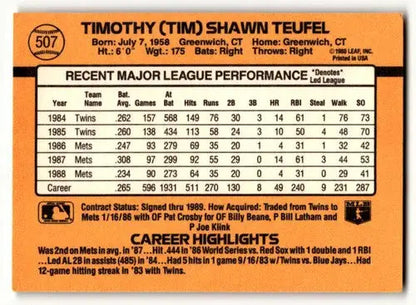 507
TIMOTHY (TIM) SHAWN TEUFEL
Born: July 7, 1958 Greenwich, CT Home: Greenwich, CT
Ht.: 6'0" Wgt.: 175 Bats: Right Throws: Right
© 1988 LEAF, INC.
Printed in USA
RECENT MAJOR LEAGUE PERFORMANCE *Denotes* Led League
Year Team Name Bat. Avg. Games At bat Hits Runs 2B 3B HR RBI Steal Walk SO
1984 Twins .262 157 568 149 76 30 3 14 61 1 76 73
1985 Twins .260 138 434 113 58 24 3 10 50 4 48 70
1986 Mets .247 93 279 69 35 20 1 4 31 1 32 42
1987 Mets .308 97 299 92 55 29 0 14 61 3 44 53
1988 Mets .234 90 273 64 35 20 0 4 31 0 29 41
Career .265 596 1931 511 270 130 8 49 240 9 231 287
Contract Status: Signed thru 1989. How Acquired: Traded from Twins to
Mets 1/16/86 with OF Pat Crosby for OF Billy Beane, P Bill Latham and
P Joe Klink
CAREER HIGHLIGHTS
Was 2nd on Mets in avg. in '87...Hit .444 in '86 World Series vs. Red Sox with 1 double and 1 RBI
...Led AL 2B in assists (485) in '84...Had 5 hits in 1 game 9/16/83 w/Twins vs. Blue Jays...Had
12-game hitting streak in '83 with Twins.